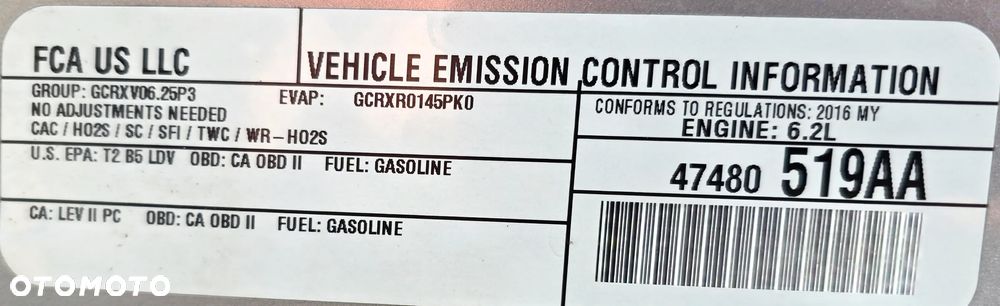 FCA US LLC
VEHICLE EMISSION CONTROL INFORMATION
GROUP: GCRXV06.25P3
EVAP: GCRXR0145PK0
NO ADJUSTMENTS NEEDED
CAC / HO2S / SC / SFI / TWC / WR-HO2S
U.S. EPA: T2 B5 LDV OBD: CA OBD II FUEL: GASOLINE
CA: LEV II PC OBD: CA OBD II FUEL: GASOLINE
CONFORMS TO REGULATIONS: 2016 MY
ENGINE: 6.2L
47480 519AA
OTOMOTO